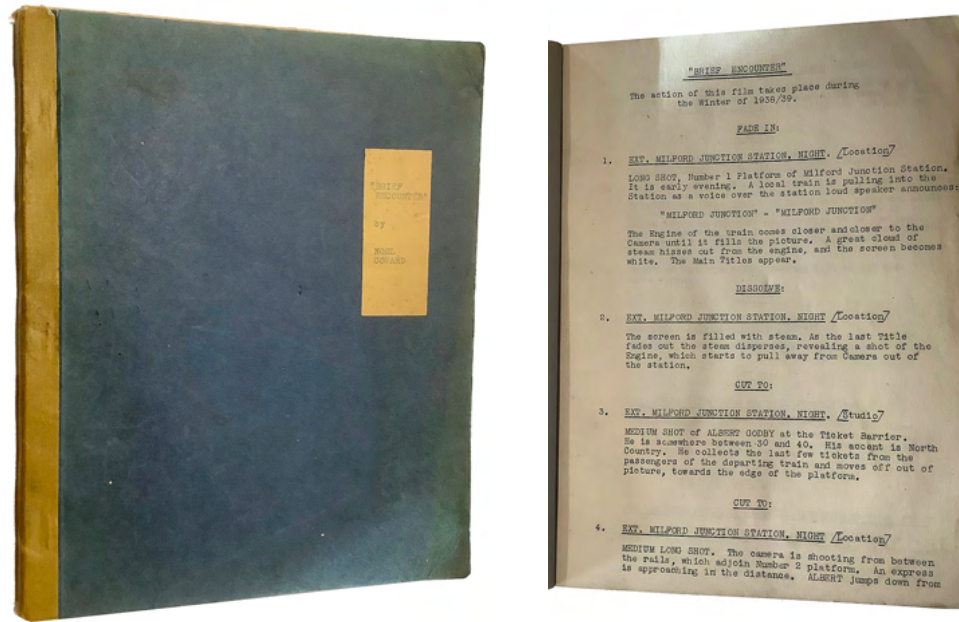 "BRIEF
ENCOUNTER"
by
NOEL
COWARD
"BRIEF ENCOUNTER"
The action of this film takes place during
the Winter of 1938/39.
FADE IN:
1. EXT. MILFORD JUNCTION STATION. NIGHT. /Location/
LONG SHOT, Number 1 Platform of Milford Junction Station.
It is early evening. A local train is pulling into the
Station as a voice over the station loud speaker announces:
"MILFORD JUNCTION" - "MILFORD JUNCTION"
The Engine of the train comes closer and closer to the
Camera until it fills the picture. A great cloud of
steam hisses out from the engine, and the screen becomes
white. The Main Titles appear.
DISSOLVE:
2. EXT. MILFORD JUNCTION STATION. NIGHT /Location/
The screen is filled with steam. As the last Title
fades out the steam disperses, revealing a shot of the
Engine, which starts to pull away from Camera out of
the station.
CUT TO:
3. EXT. MILFORD JUNCTION STATION. NIGHT. /Studio/
MEDIUM SHOT of ALBERT GODBY at the Ticket Barrier.
He is somewhere between 30 and 40. His accent is North
Country. He collects the last few tickets from the
passengers of the departing train and moves off out of
picture, towards the edge of the platform.
CUT TO:
4. EXT. MILFORD JUNCTION STATION. NIGHT /Location/
MEDIUM LONG SHOT. The camera is shooting from between
the rails, which adjoin Number 2 platform. An express
is approaching in the distance. ALBERT jumps down from